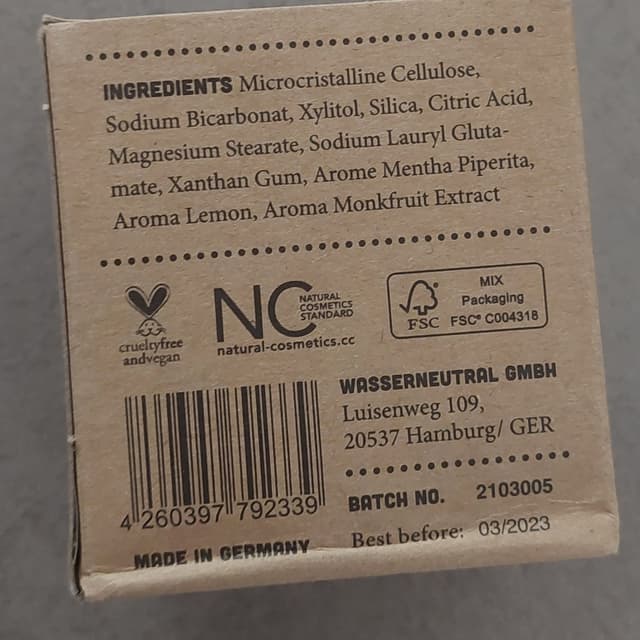 INGREDIENTS Microcristalline Cellulose,
Sodium Bicarbonat, Xylitol, Silica, Citric Acid,
Magnesium Stearate, Sodium Lauryl Gluta-
mate, Xanthan Gum, Arome Mentha Piperita,
Aroma Lemon, Aroma Monkfruit Extract
crueltyfree
andvegan
NC NATURAL
COSMETICS
STANDARD
natural-cosmetics.cc
FSC
MIX
Packaging
FSC® C004318
WASSERNEUTRAL GMBH
Luisenweg 109,
20537 Hamburg/ GER
4 260397 792339
MADE IN GERMANY
BATCH NO. 2103005
Best before: 03/2023